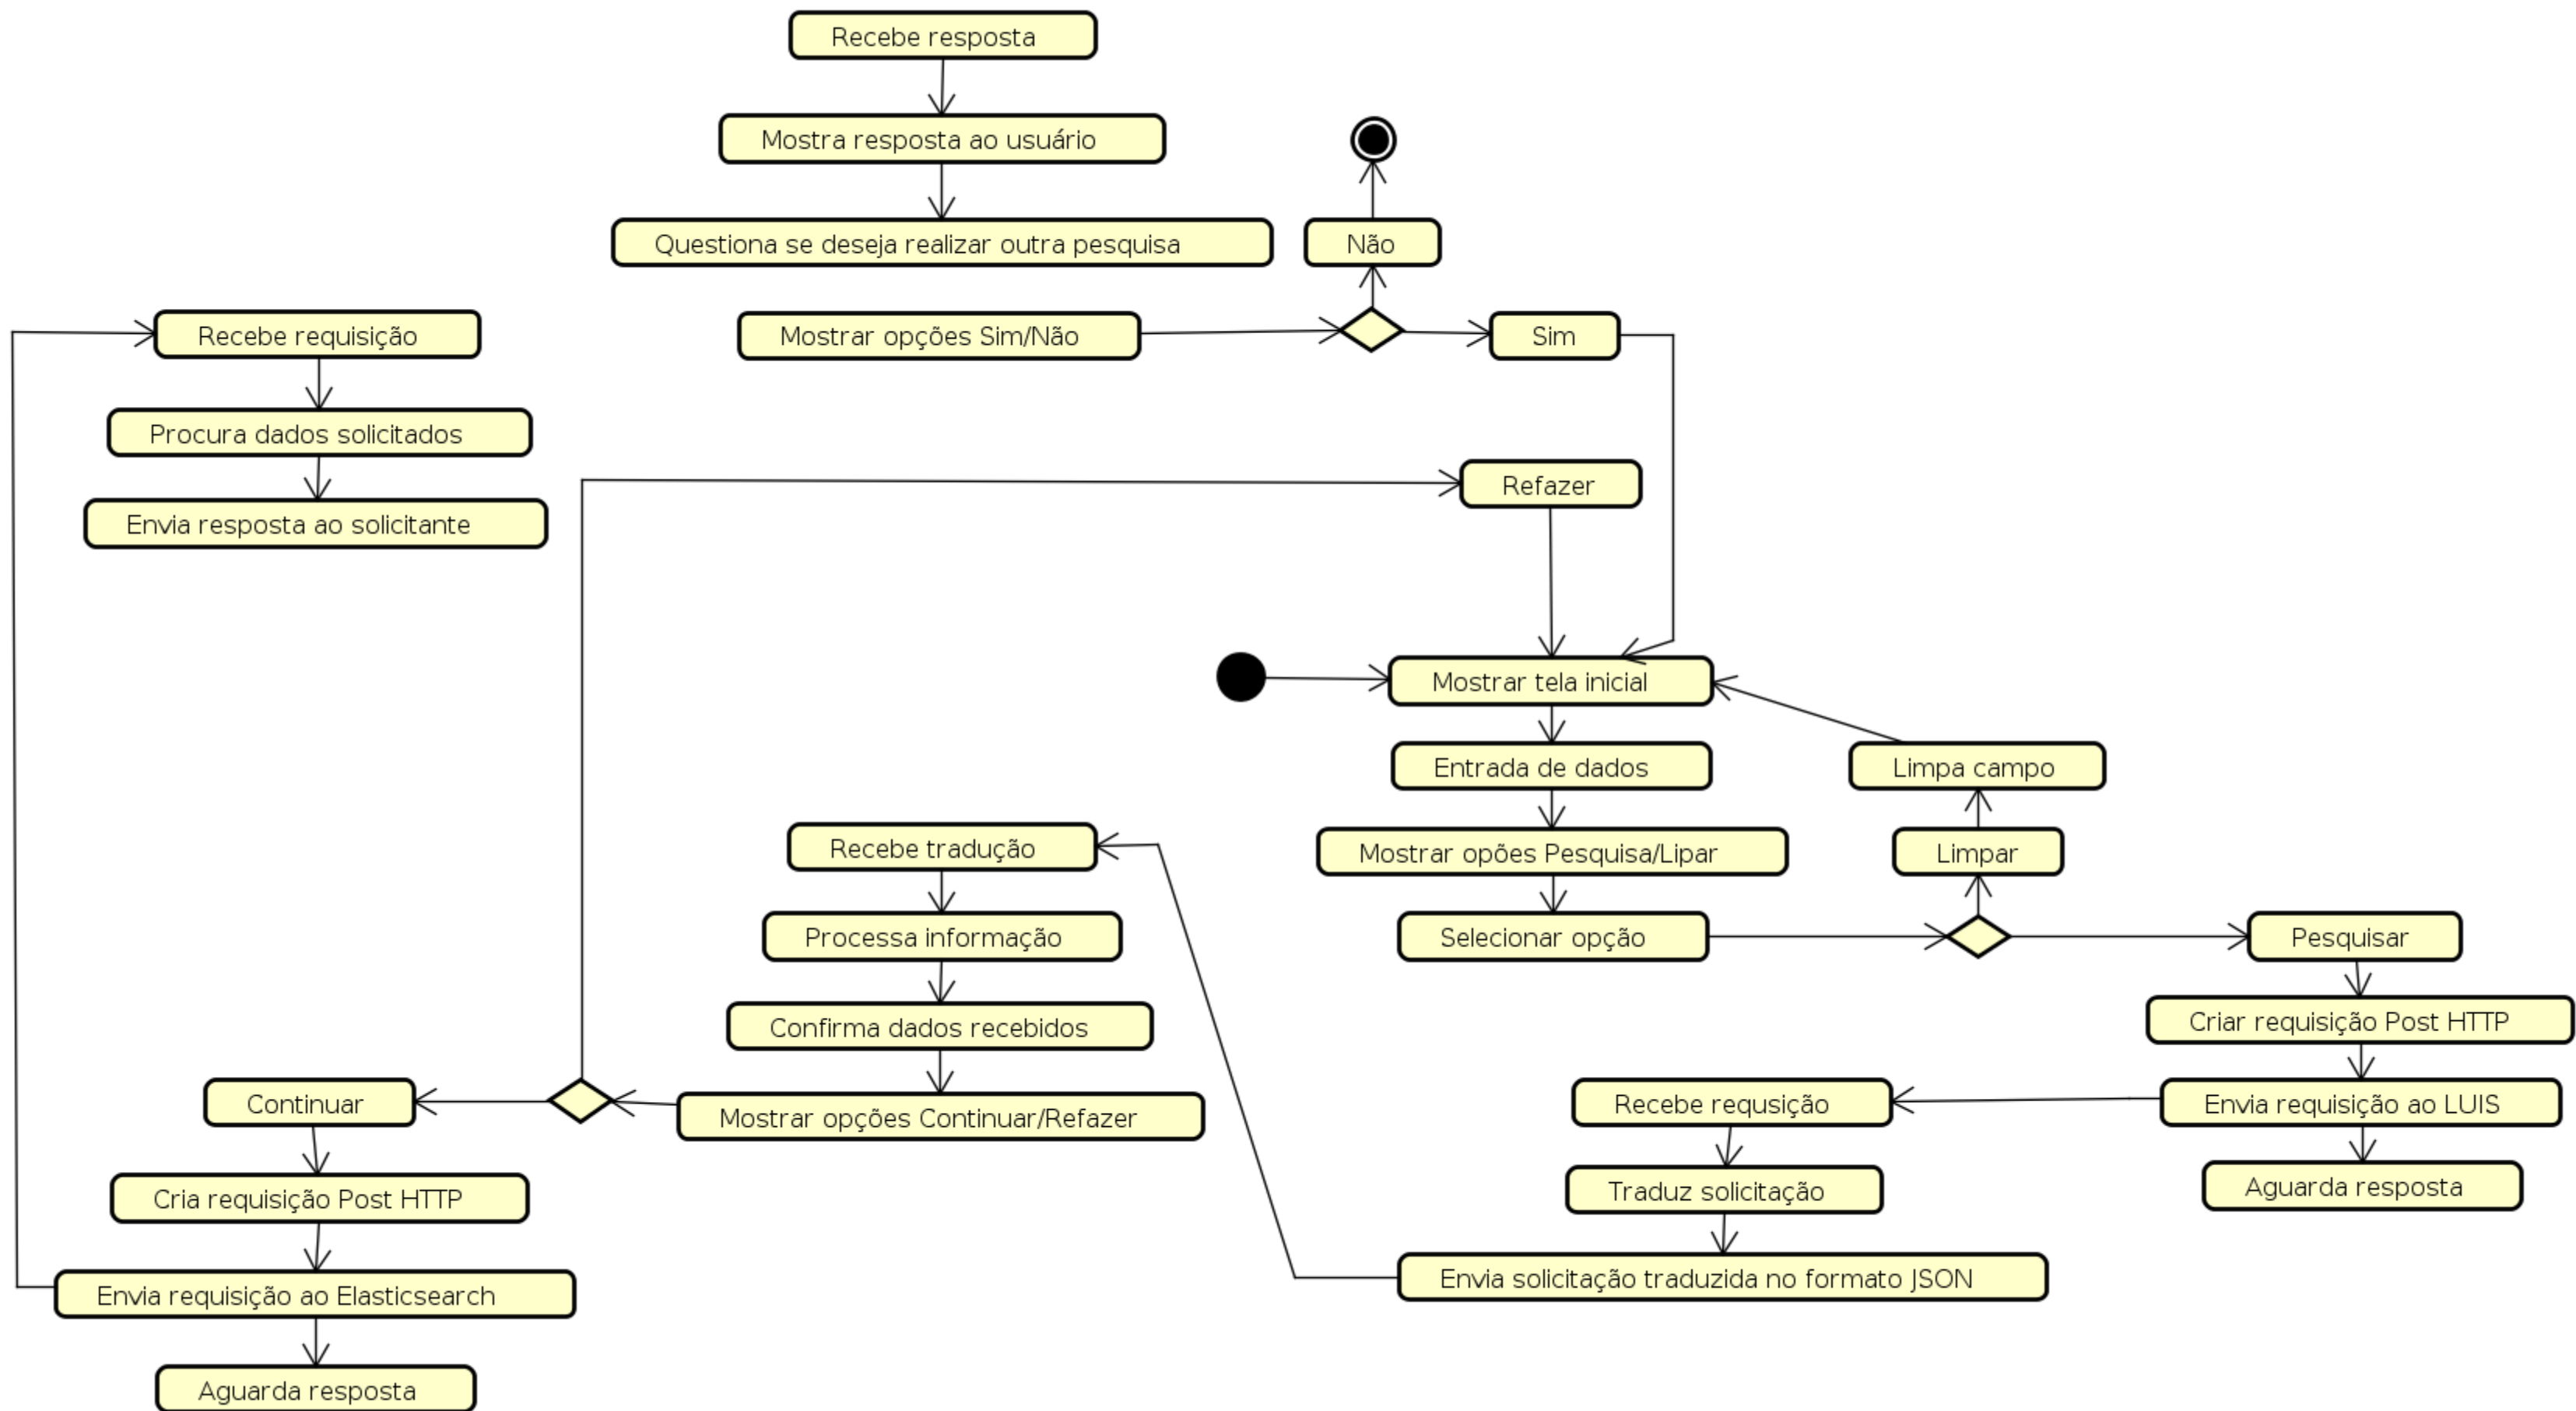 Recebe resposta
Mostra resposta ao usuário
Questiona se deseja realizar outra pesquisa
Não
Mostrar opções Sim/Não
Sim
Recebe requisição
Procura dados solicitados
Envia resposta ao solicitante
Refazer
Mostrar tela inicial
Entrada de dados
Limpa campo
Mostrar opões Pesquisa/Lipar
Limpar
Selecionar opção
Pesquisar
Criar requisição Post HTTP
Envia requisição ao LUIS
Aguarda resposta
Recebe requsição
Traduz solicitação
Envia solicitação traduzida no formato JSON
Recebe tradução
Processa informação
Confirma dados recebidos
Mostrar opções Continuar/Refazer
Continuar
Cria requisição Post HTTP
Envia requisição ao Elasticsearch
Aguarda resposta